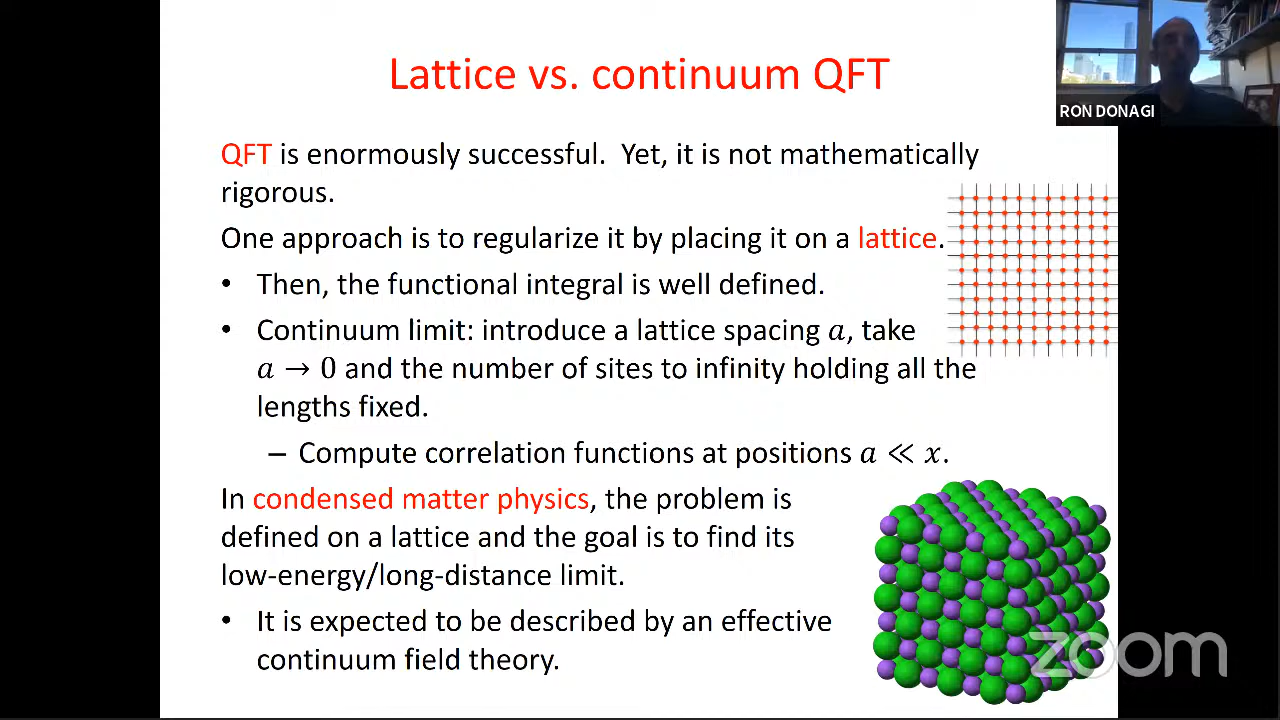 Lattice vs. continuum QFT
RON DONAGI
QFT is enormously successful. Yet, it is not mathematically
rigorous.
One approach is to regularize it by placing it on a lattice.
• Then, the functional integral is well defined.
• Continuum limit: introduce a lattice spacing a, take
a → 0 and the number of sites to infinity holding all the
lengths fixed.
– Compute correlation functions at positions a ≪ x.
In condensed matter physics, the problem is
defined on a lattice and the goal is to find its
low-energy/long-distance limit.
• It is expected to be described by an effective
continuum field theory.
zoom